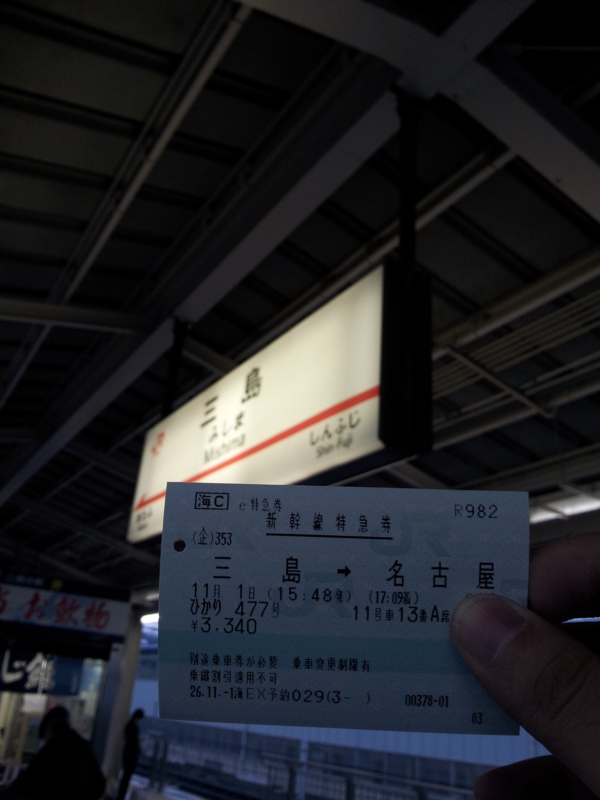 三島
みしま
Mishima
しんふじ
Shin-Fuji
海C e特急券 R982
新幹線特急券
(企)353
三島 → 名古屋
11月 1日 (15:48発) (17:09着)
ひかり 477号 11号車 13番A席
¥3,340
別途乗車券が必要 乗車変更制限有
乗継割引適用不可
26.11.-1海EX予約029(3- ) 00378-01
03
お飲物